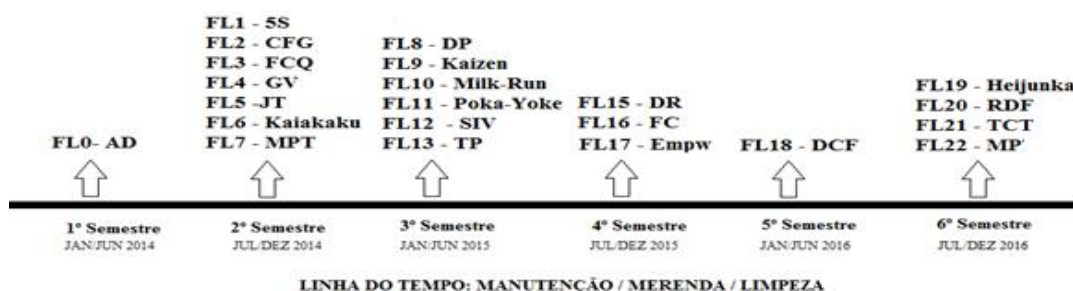 FL0- AD
FL1 - 5S
FL2 - CFG
FL3 - FCQ
FL4 - GV
FL5 -JT
FL6 - Kaiakaku
FL7 - MPT
FL8 - DP
FL9 - Kaizen
FL10 - Milk-Run
FL11 - Poka-Yoke
FL12 - SIV
FL13 - TP
FL15 - DR
FL16 - FC
FL17 - Empw
FL18 - DCF
FL19 - Heijunka
FL20 - RDF
FL21 - TCT
FL22 - MP'
1º Semestre
JAN/JUN 2014
2º Semestre
JUL/DEZ 2014
3º Semestre
JAN/JUN 2015
4º Semestre
JUL/DEZ 2015
5º Semestre
JAN/JUN 2016
6º Semestre
JUL/DEZ 2016
LINHA DO TEMPO: MANUTENÇÃO / MERENDA / LIMPEZA